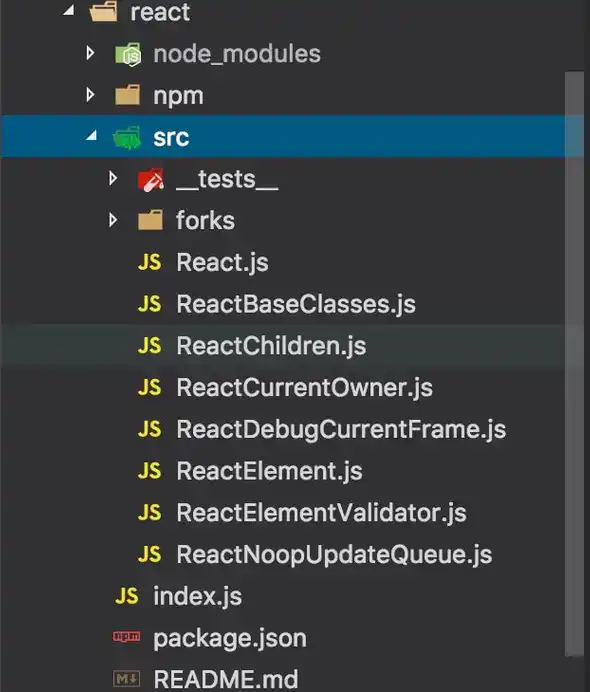 react
node_modules
npm
src
__tests__
forks
JS React.js
JS ReactBaseClasses.js
JS ReactChildren.js
JS ReactCurrentOwner.js
JS ReactDebugCurrentFrame.js
JS ReactElement.js
JS ReactElementValidator.js
JS ReactNoopUpdateQueue.js
JS index.js
npm package.json
M↓ README.md